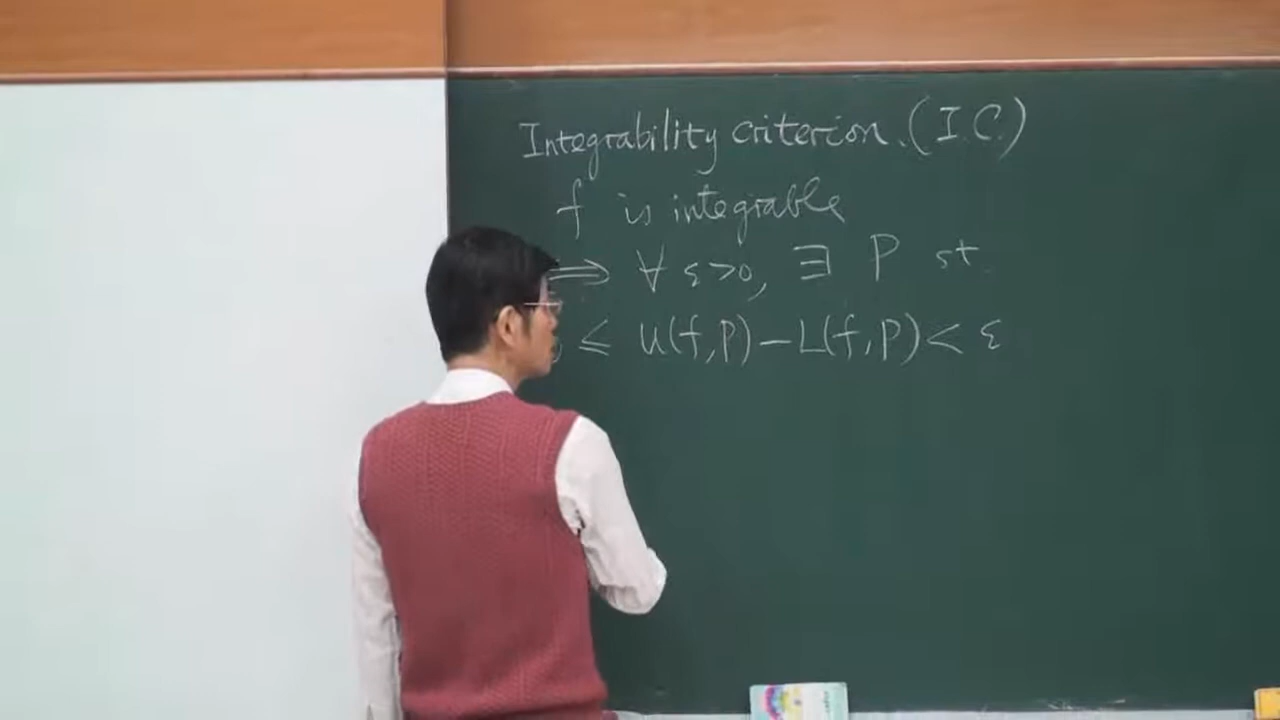 Integrability criterion. (I.C.)
f is integrable
⟹ ∀ ε>0, ∃ P st.
≤ U(f,P) - L(f,P) < ε